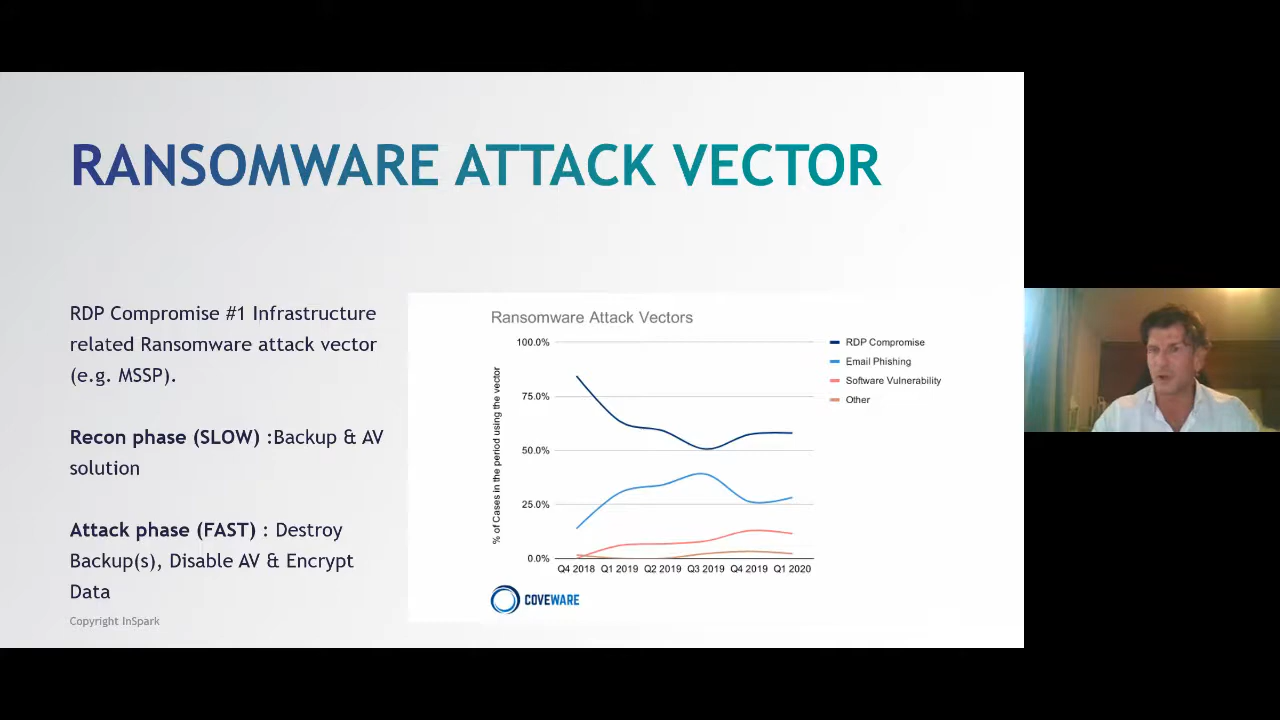 RANSOMWARE ATTACK VECTOR
RDP Compromise #1 Infrastructure
related Ransomware attack vector
(e.g. MSSP).
Recon phase (SLOW) :Backup & AV
solution
Attack phase (FAST) : Destroy
Backup(s), Disable AV & Encrypt
Data
Copyright InSpark
Ransomware Attack Vectors
% of Cases in the period using the vector
100.0%
75.0%
50.0%
25.0%
0.0%
Q4 2018 Q1 2019 Q2 2019 Q3 2019 Q4 2019 Q1 2020
RDP Compromise
Email Phishing
Software Vulnerability
Other
COVEWARE